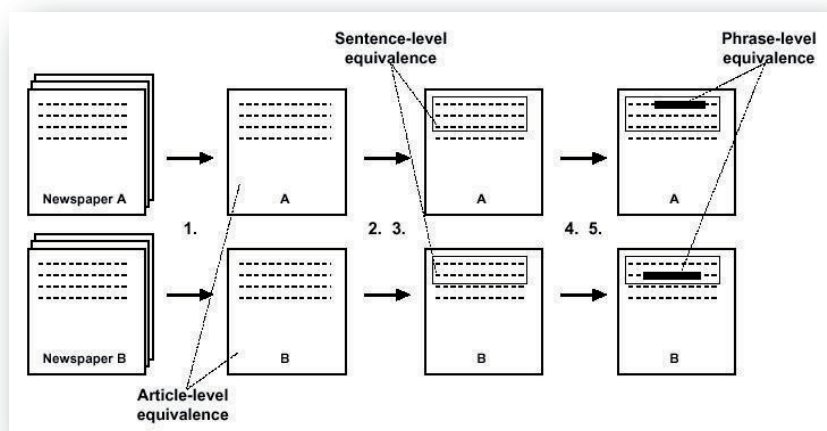 Sentence-level
equivalence
Phrase-level
equivalence
Newspaper A
A
A
A
1.
2. 3.
4. 5.
Newspaper B
B
B
B
Article-level
equivalence